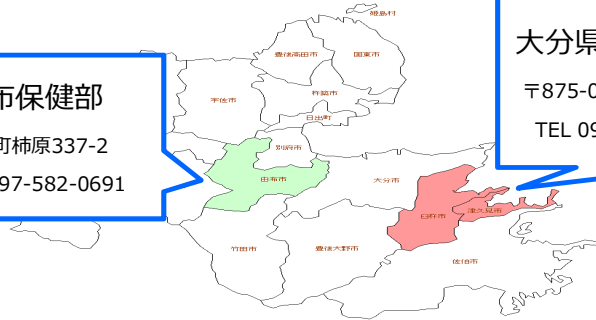 市保健部
町柿原337-2
97-582-0691
大分県
〒875-0
TEL 09
姫島村
豊後高田市
国東市
宇佐市
杵築市
日出町
別府市
由布市
大分市
臼杵市
津久見市
竹田市
豊後大野市
佐伯市